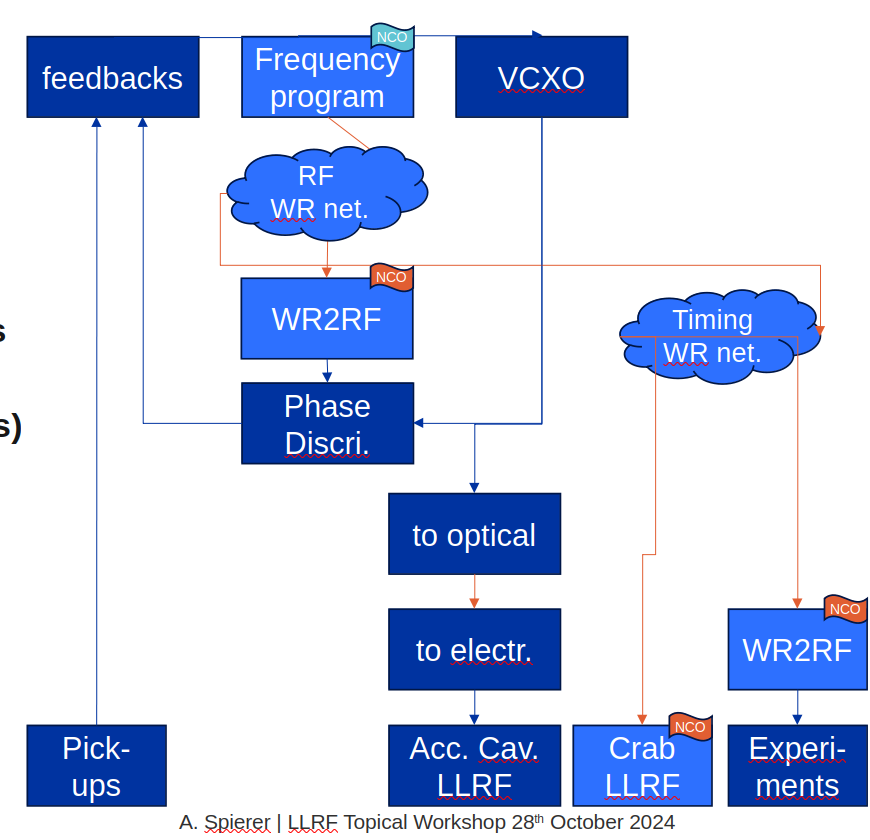 NCO
feedbacks
Frequency
program
VCXO
RF
WR net.
NCO
WR2RF
Timing
WR net.
s
Phase
Discri.
s)
to optical
NCO
to electr.
WR2RF
NCO
Pick-
ups
Acc. Cav.
LLRF
Crab
LLRF
Experi-
ments
A. Spierer | LLRF Topical Workshop 28th October 2024